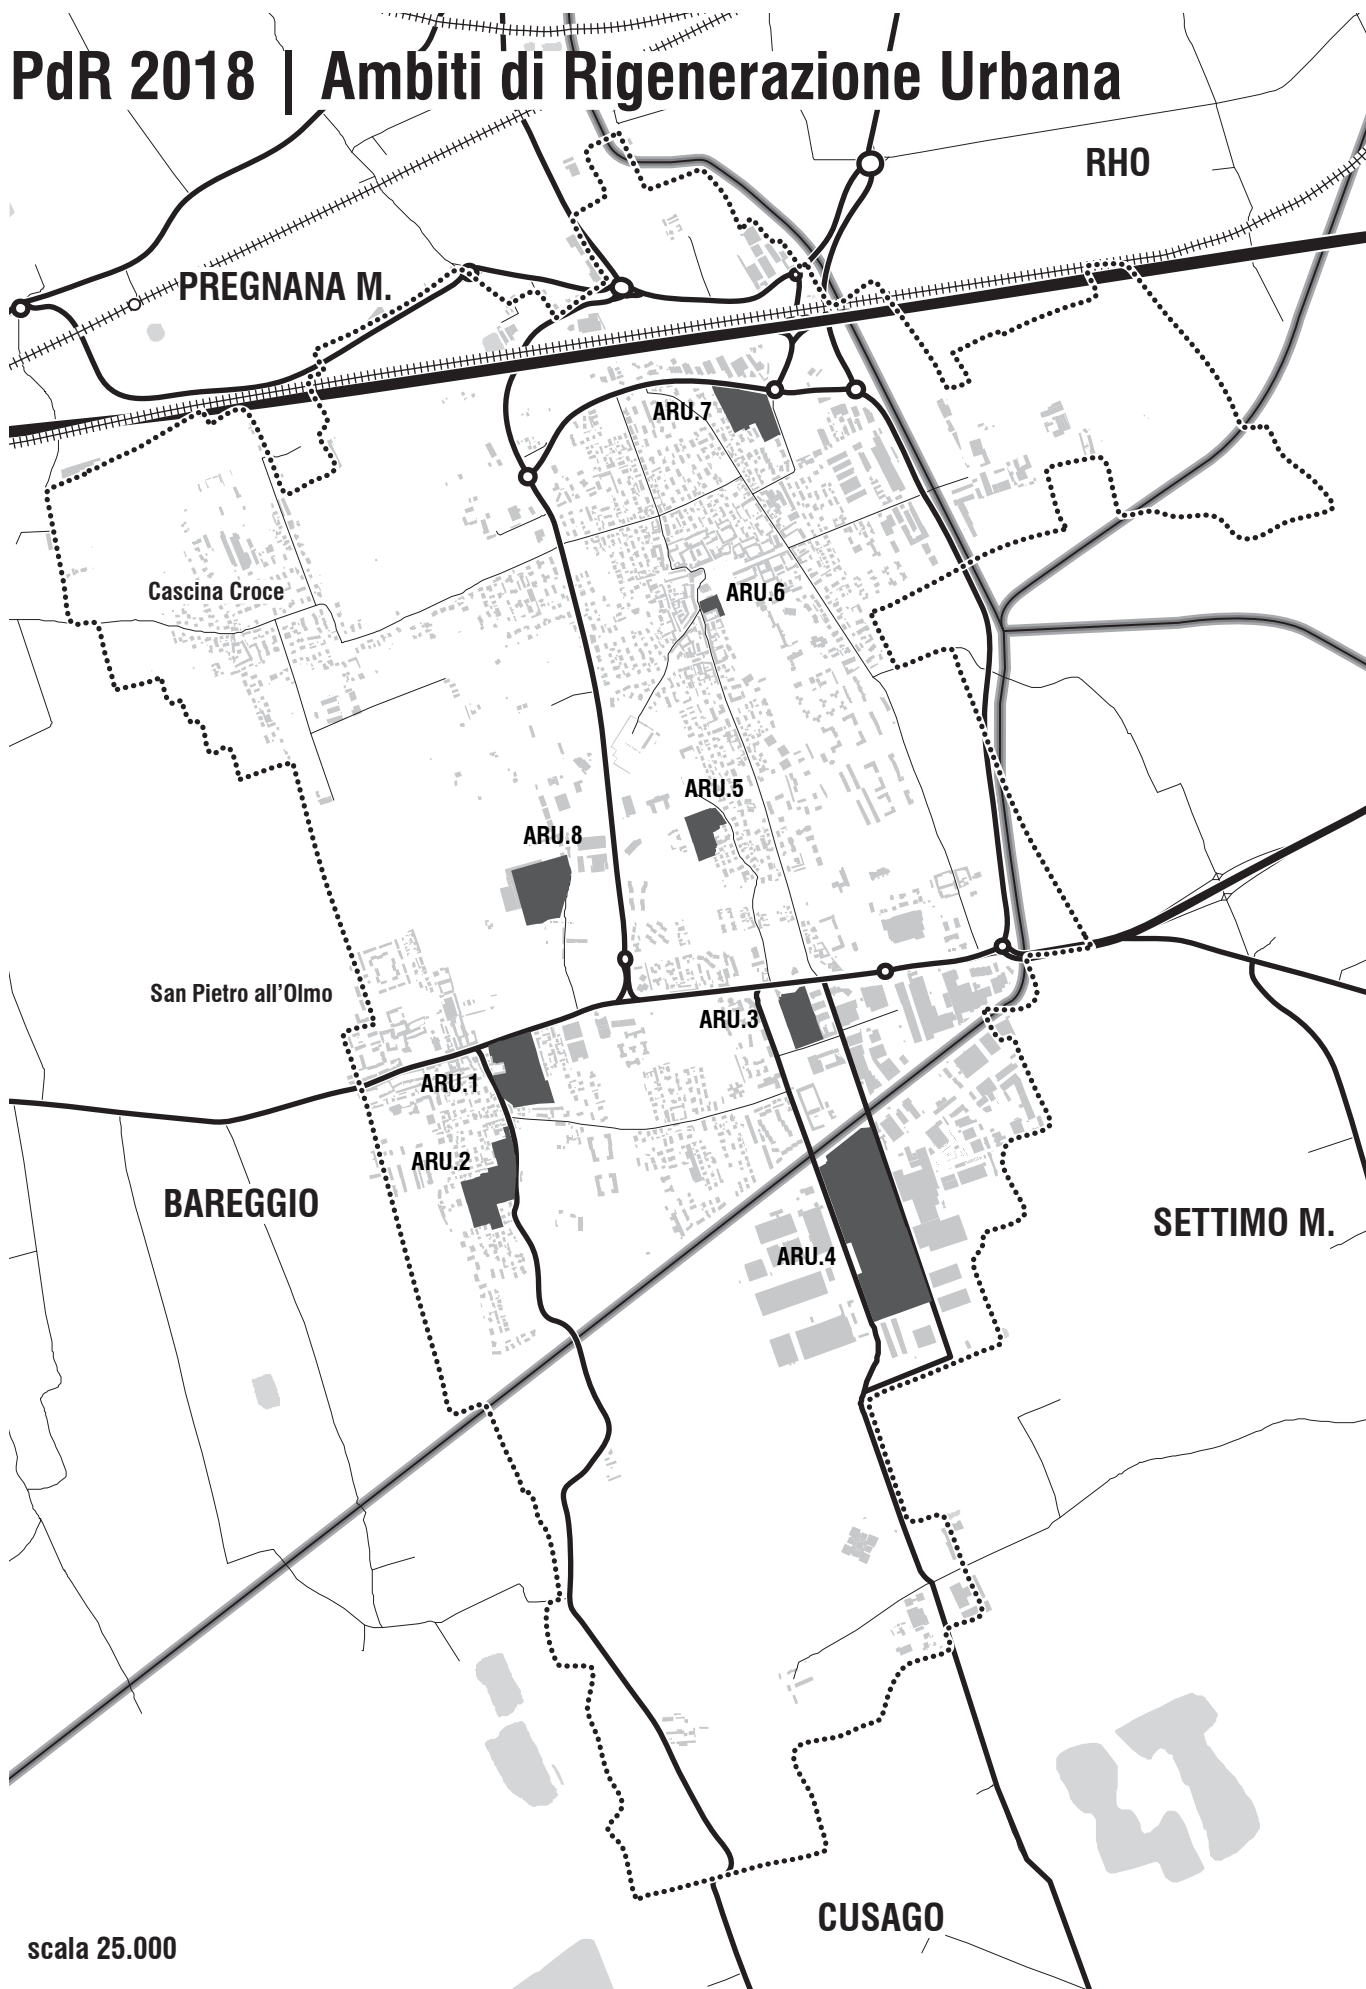 PdR 2018 | Ambiti di Rigenerazione Urbana
RHO
PREGNANA M.
ARU.7
Cascina Croce
ARU.6
ARU.5
ARU.8
San Pietro all'Olmo
ARU.3
ARU.1
ARU.2
BAREGGIO
SETTIMO M.
ARU.4
CUSAGO
scala 25.000